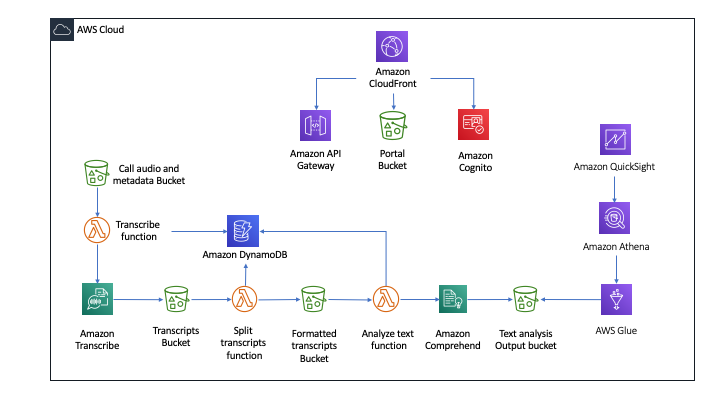 AWS Cloud
Amazon
CloudFront
Amazon API
Gateway
Portal
Bucket
Amazon
Cognito
Amazon QuickSight
Call audio and
metadata Bucket
Transcribe
function
Amazon DynamoDB
Amazon Athena
Amazon
Transcribe
Transcripts
Bucket
Split
transcripts
function
Formatted
transcripts
Bucket
Analyze text
function
Amazon
Comprehend
Text analysis
Output bucket
AWS Glue